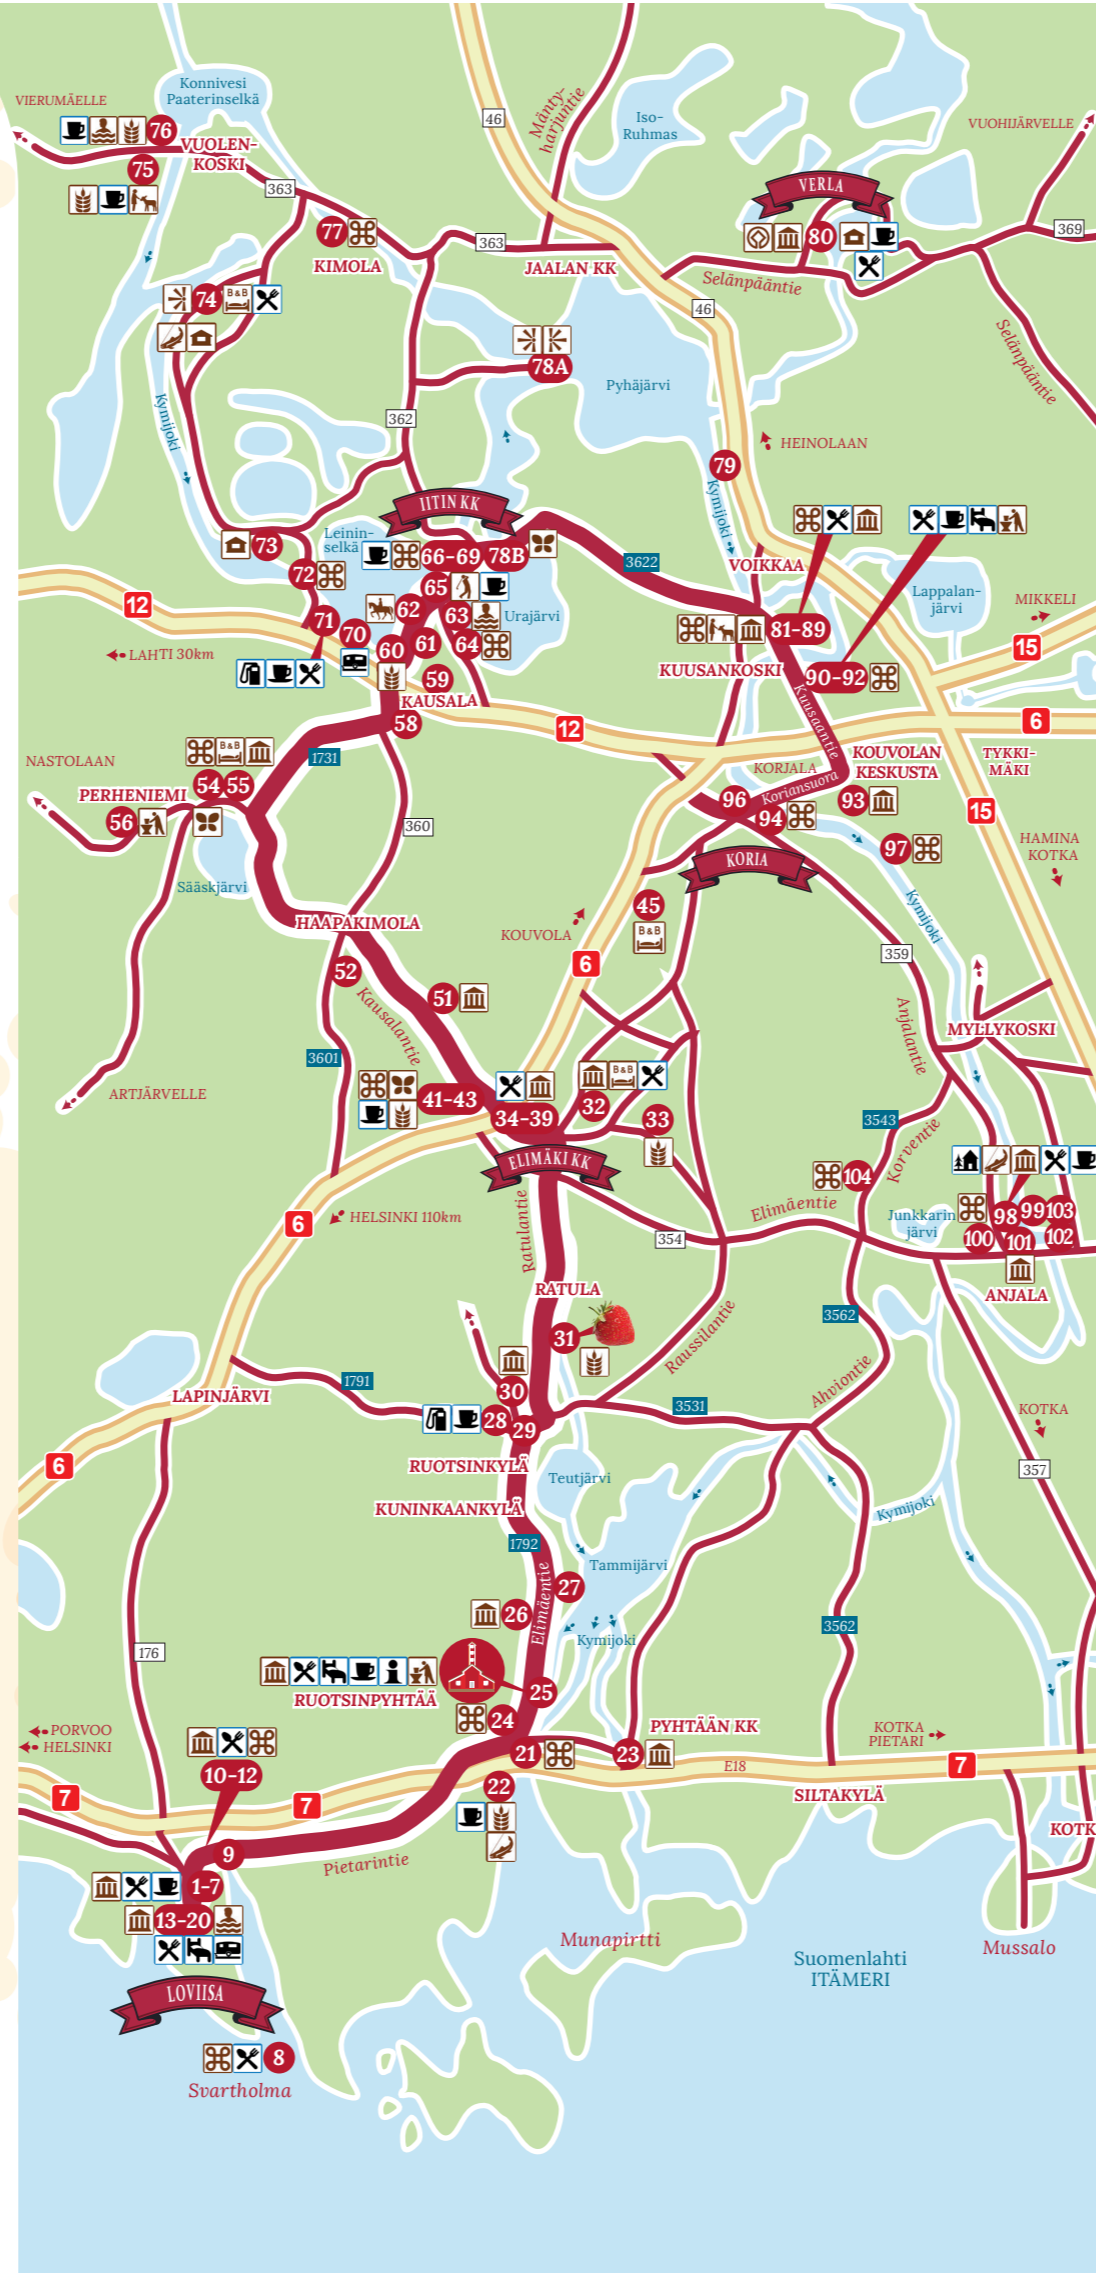 Konnivesi
Paaterinselkä
VIERUMÄELLE
76
VUOLEN-
KOSKI
75
363
46
Mänty-
harjuntie
Iso-
Ruhmas
VUOHIJÄRVELLE
VERLA
80
369
77
KIMOLA
363
JAALAN KK
Selänpääntie
46
Selänpääntie
74
B&B
78A
Pyhäjärvi
Kymijoki
362
HEINOLAAN
79
Kymijoki
IITIN KK
Leinin-
selkä
73
66-69
78B
72
65
62
63
Urajärvi
3622
VOIKKAA
Lappalan-
järvi
MIKKELI
15
12
71
70
60
61
64
81-89
LAHTI 30km
KUUSANKOSKI
90-92
59
KAUSALA
58
12
Kuusaantie
6
1731
NASTOLAAN
B&B
54
55
PERHENIEMI
56
KORJALA
KOUVOLAN
KESKUSTA
TYKKI-
MÄKI
Koriansuora
96
94
93
15
360
97
HAMINA
KOTKA
KORIA
Sääskjärvi
HAAPAKIMOLA
45
B&B
KOUVOLA
6
Kymijoki
359
52
Kausalantie
51
Anjalantie
MYLLYKOSKI
3601
ARTJÄRVELLE
41-43
34-39
B&B
32
33
3543
Korventie
ELIMÄKI KK
104
Elimäentie
Junkkarin
järvi
98
99
103
100
101
102
ANJALA
6
HELSINKI 110km
Ratulantie
354
RATULA
31
3562
Raussilantie
30
1791
LAPINJÄRVI
28
29
3531
Ahviontie
KOTKA
6
RUOTSINKYLÄ
Teutjärvi
357
KUNINKAANKYLÄ
Kymijoki
1792
Tammijärvi
27
Elimäentie
26
Kymijoki
3562
176
25
RUOTSINPYHTÄÄ
24
PYHTÄÄN KK
PORVOO
HELSINKI
KOTKA
PIETARI
21
23
E18
7
10-12
7
7
22
SILTAKYLÄ
KOTK
9
Pietarintie
1-7
13-20
Munapirtti
Suomenlahti
ITÄMERI
Mussalo
LOVIISA
8
Svartholma